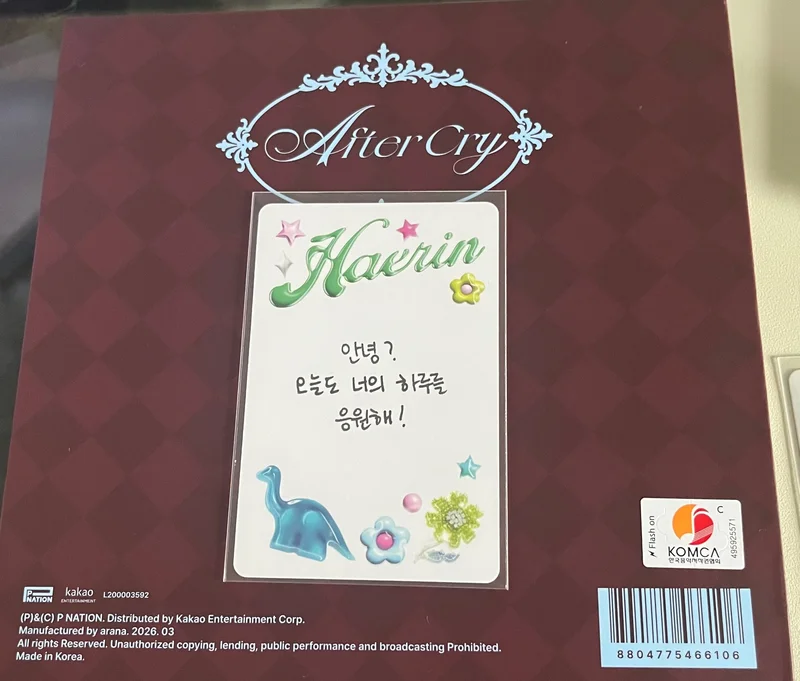 After Cry
Haerin
안녕?
오늘도 너의 하루를
응원해!
Flash on
C
KOMCA
한국음악저작권협회
495925571
P NATION
kakao
ENTERTAINMENT
L200003592
(P)&(C) P NATION. Distributed by Kakao Entertainment Corp.
Manufactured by arana. 2026. 03
All rights Reserved. Unauthorized copying, lending, public performance and broadcasting Prohibited.
Made in Korea.
8804775466106